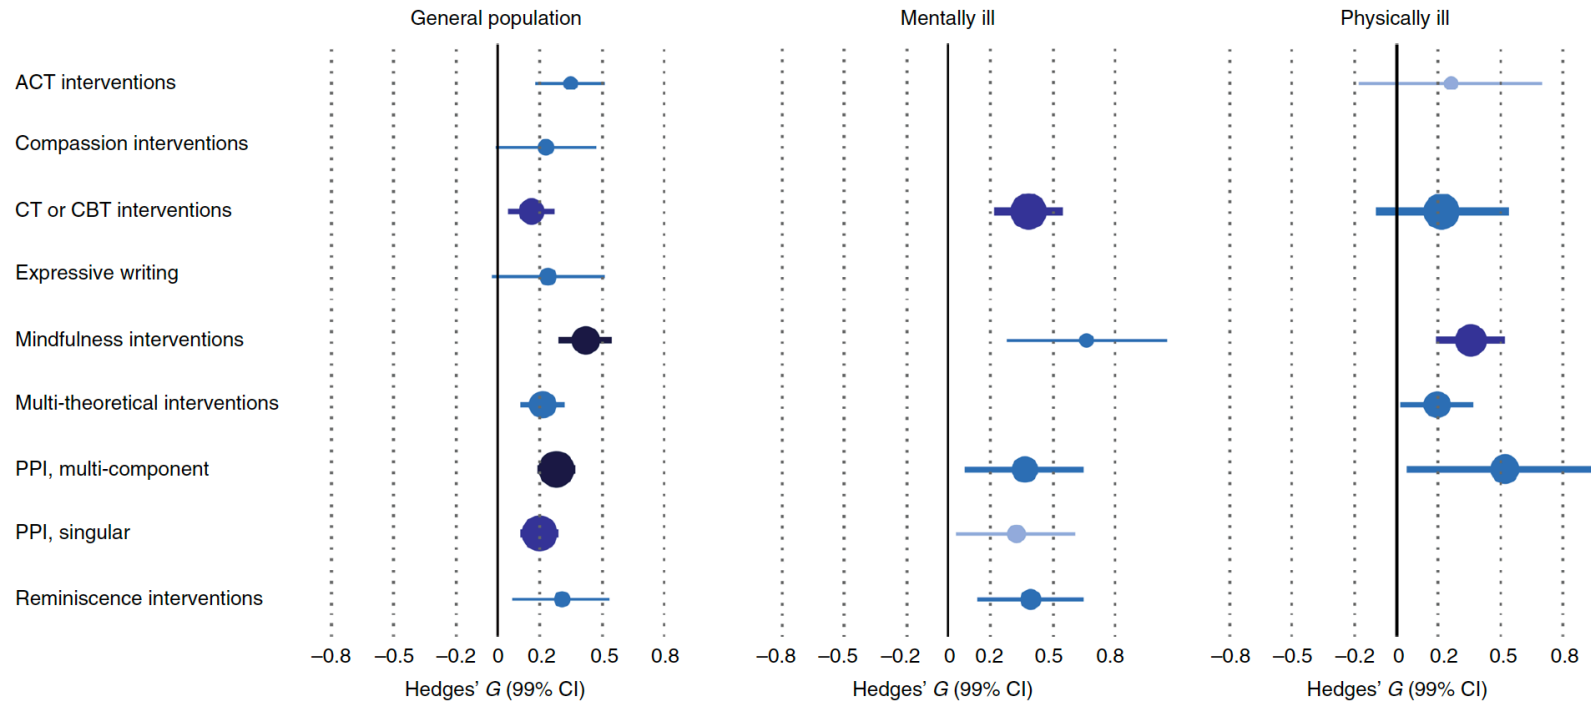 General population Mentally ill Physically ill
ACT interventions
Compassion interventions
CT or CBT interventions
Expressive writing
Mindfulness interventions
Multi-theoretical interventions
PPI, multi-component
PPI, singular
Reminiscence interventions
–0.8 –0.5 –0.2 0 0.2 0.5 0.8 –0.8 –0.5 –0.2 0 0.2 0.5 0.8 –0.8 –0.5 –0.2 0 0.2 0.5 0.8
Hedges’ G (99% CI) Hedges’ G (99% CI) Hedges’ G (99% CI)